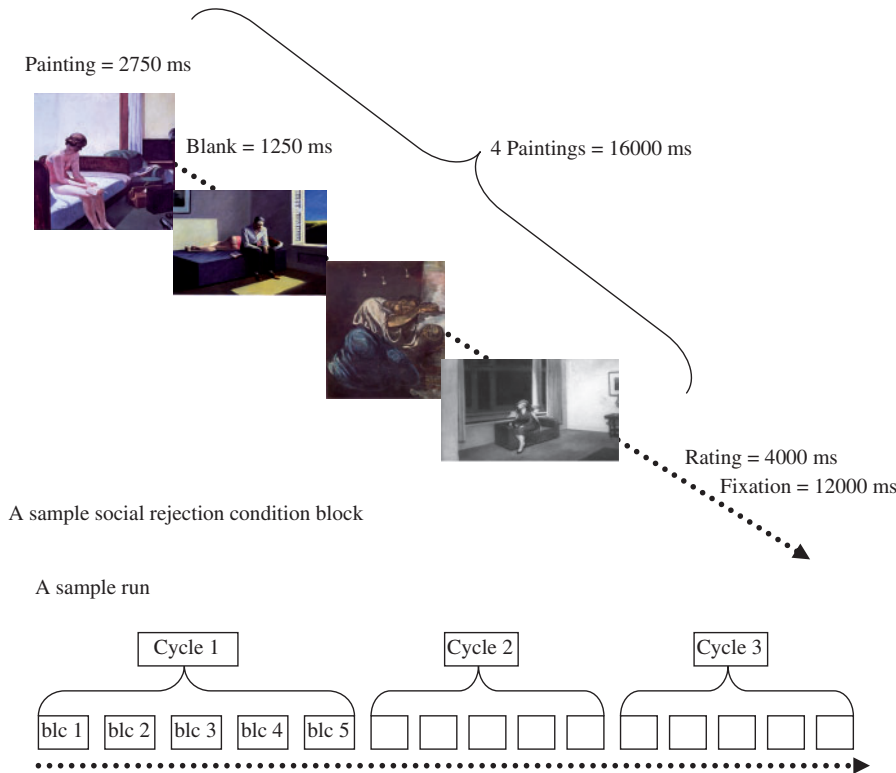 Painting = 2750 ms
Blank = 1250 ms
4 Paintings = 16000 ms
Rating = 4000 ms
Fixation = 12000 ms
A sample social rejection condition block
A sample run
Cycle 1
Cycle 2
Cycle 3
blc 1
blc 2
blc 3
blc 4
blc 5